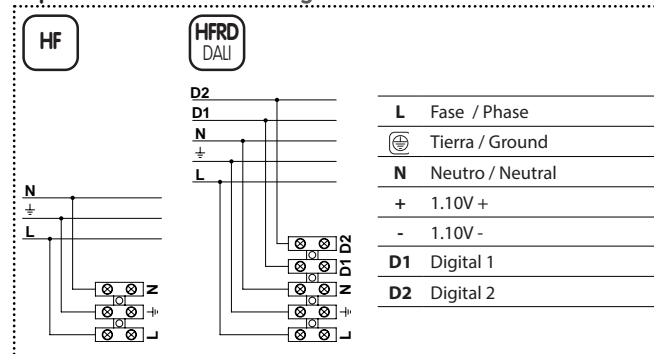 HF
HFRD
DALI
D2
D1
N
L
D2
D1
N
L
N
L
N
L
L Fase / Phase
Tierra / Ground
N Neutro / Neutral
+ 1.10V +
- 1.10V -
D1 Digital 1
D2 Digital 2